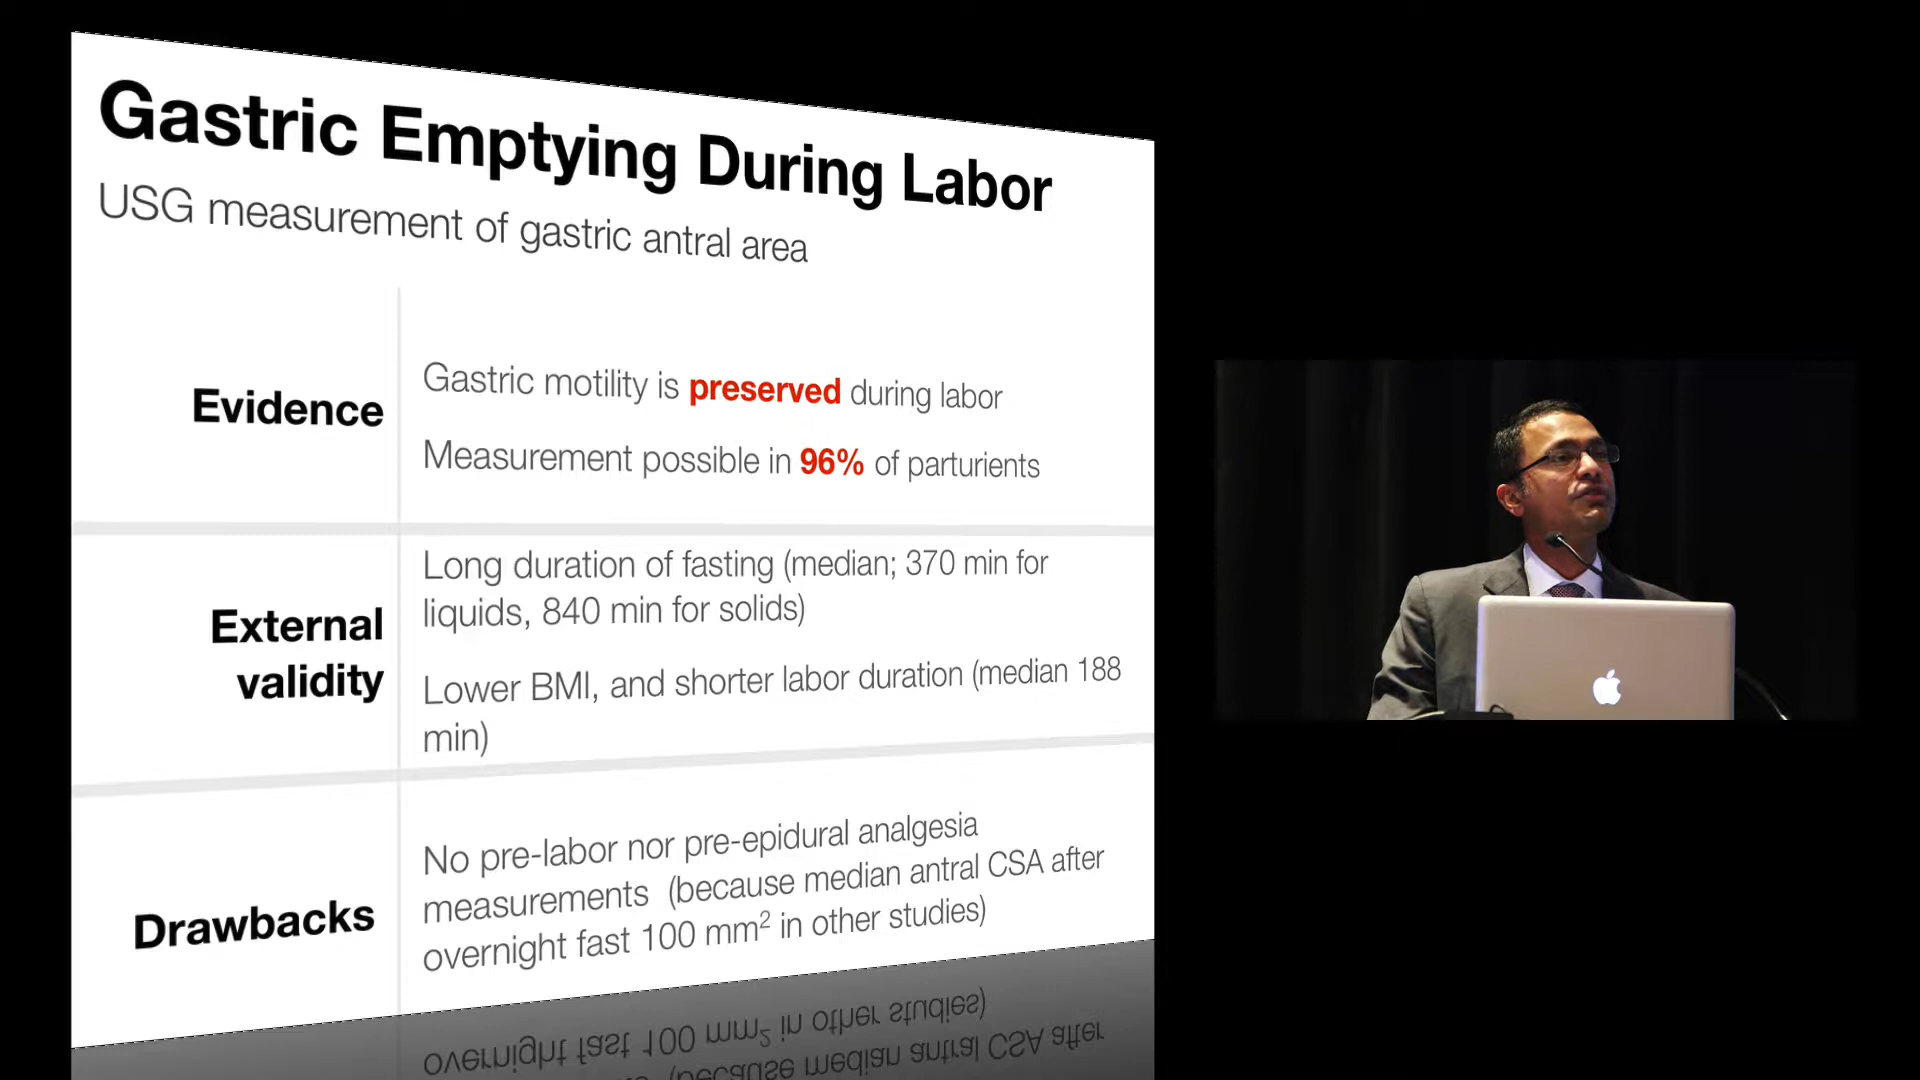 Gastric Emptying During Labor
USG measurement of gastric antral area
Evidence
Gastric motility is preserved during labor
Measurement possible in 96% of parturients
External
validity
Long duration of fasting (median; 370 min for
liquids, 840 min for solids)
Lower BMI, and shorter labor duration (median 188
min)
Drawbacks
No pre-labor nor pre-epidural analgesia
measurements (because median antral CSA after
overnight fast 100 mm² in other studies)